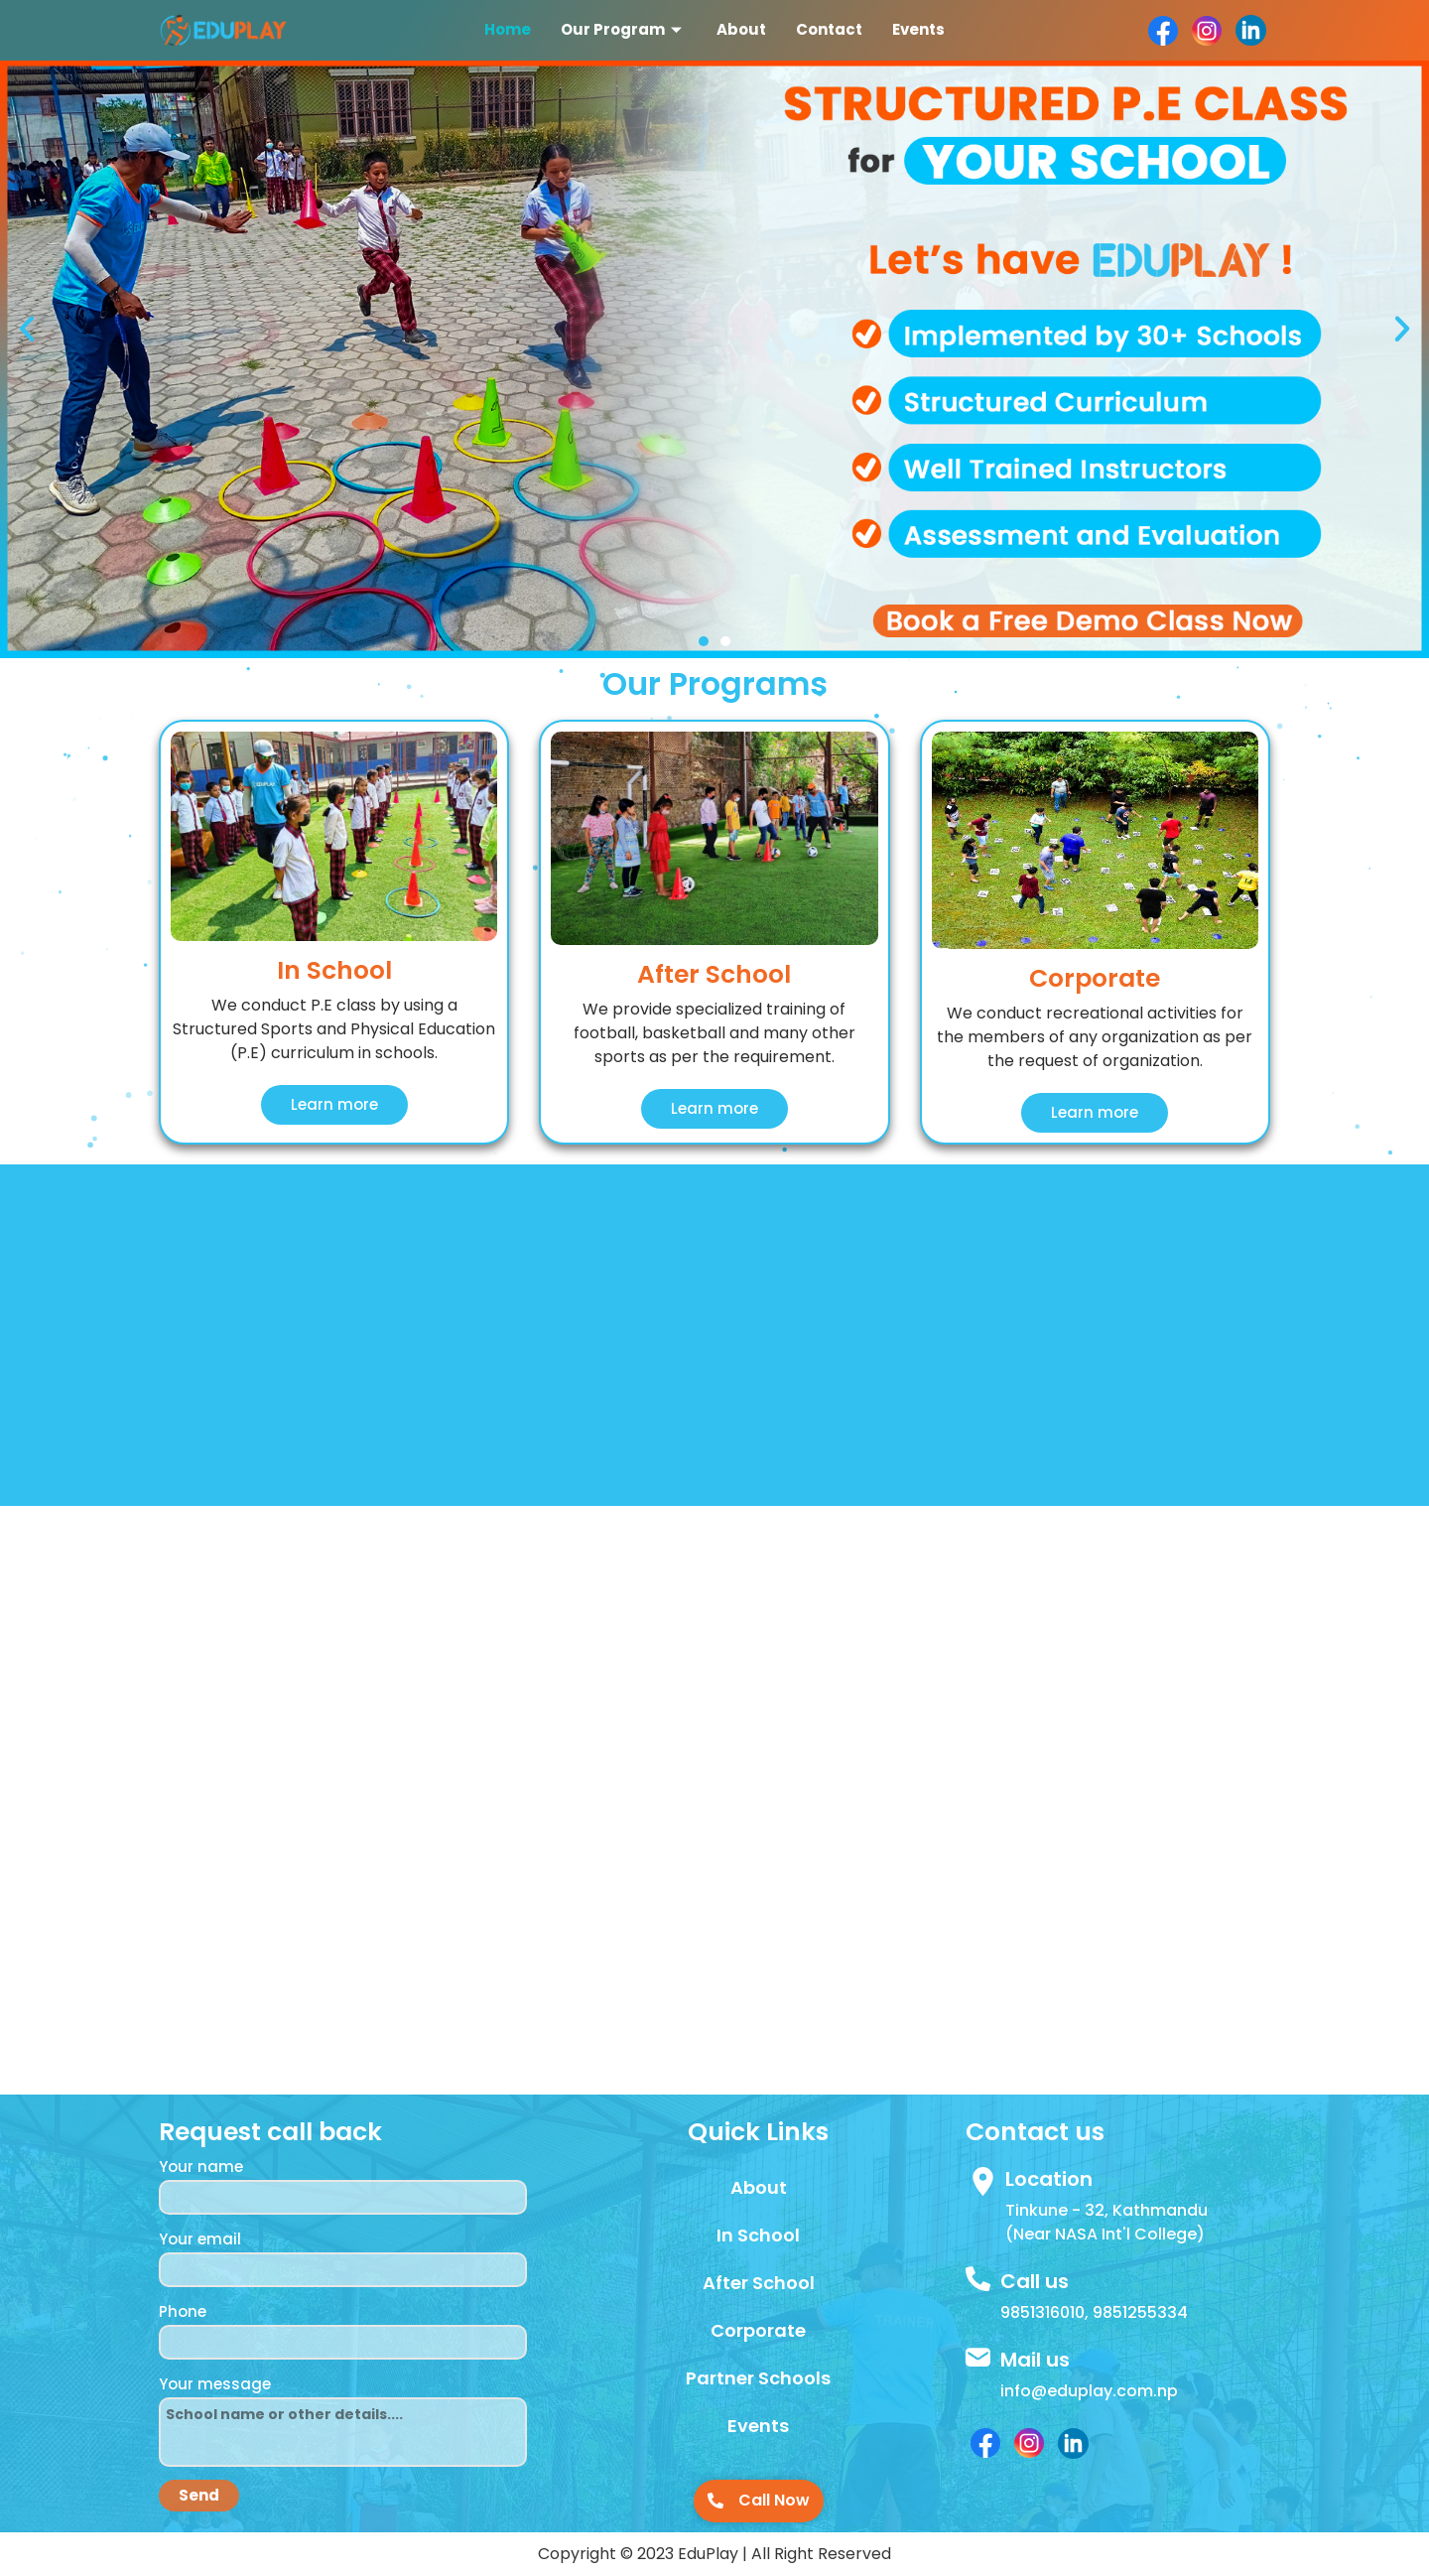 EDUPLAY
Home
Our Program
About
Contact
Events
STRUCTURED P.E CLASS
for YOUR SCHOOL
Let's have EDUPLAY !
Implemented by 30+ Schools
Structured Curriculum
Well Trained Instructors
Assessment and Evaluation
Book a Free Demo Class Now
Our Programs
In School
We conduct P.E class by using a
Structured Sports and Physical Education
(P.E) curriculum in schools.
Learn more
After School
We provide specialized training of
football, basketball and many other
sports as per the requirement.
Learn more
Corporate
We conduct recreational activities for
the members of any organization as per
the request of organization.
Learn more
Request call back
Your name
Your email
Phone
Your message
School name or other details....
Send
Quick Links
About
In School
After School
Corporate
Partner Schools
Events
Call Now
Contact us
Location
Tinkune - 32, Kathmandu
(Near NASA Int'l College)
Call us
9851316010, 9851255334
Mail us
info@eduplay.com.np
Copyright © 2023 EduPlay | All Right Reserved